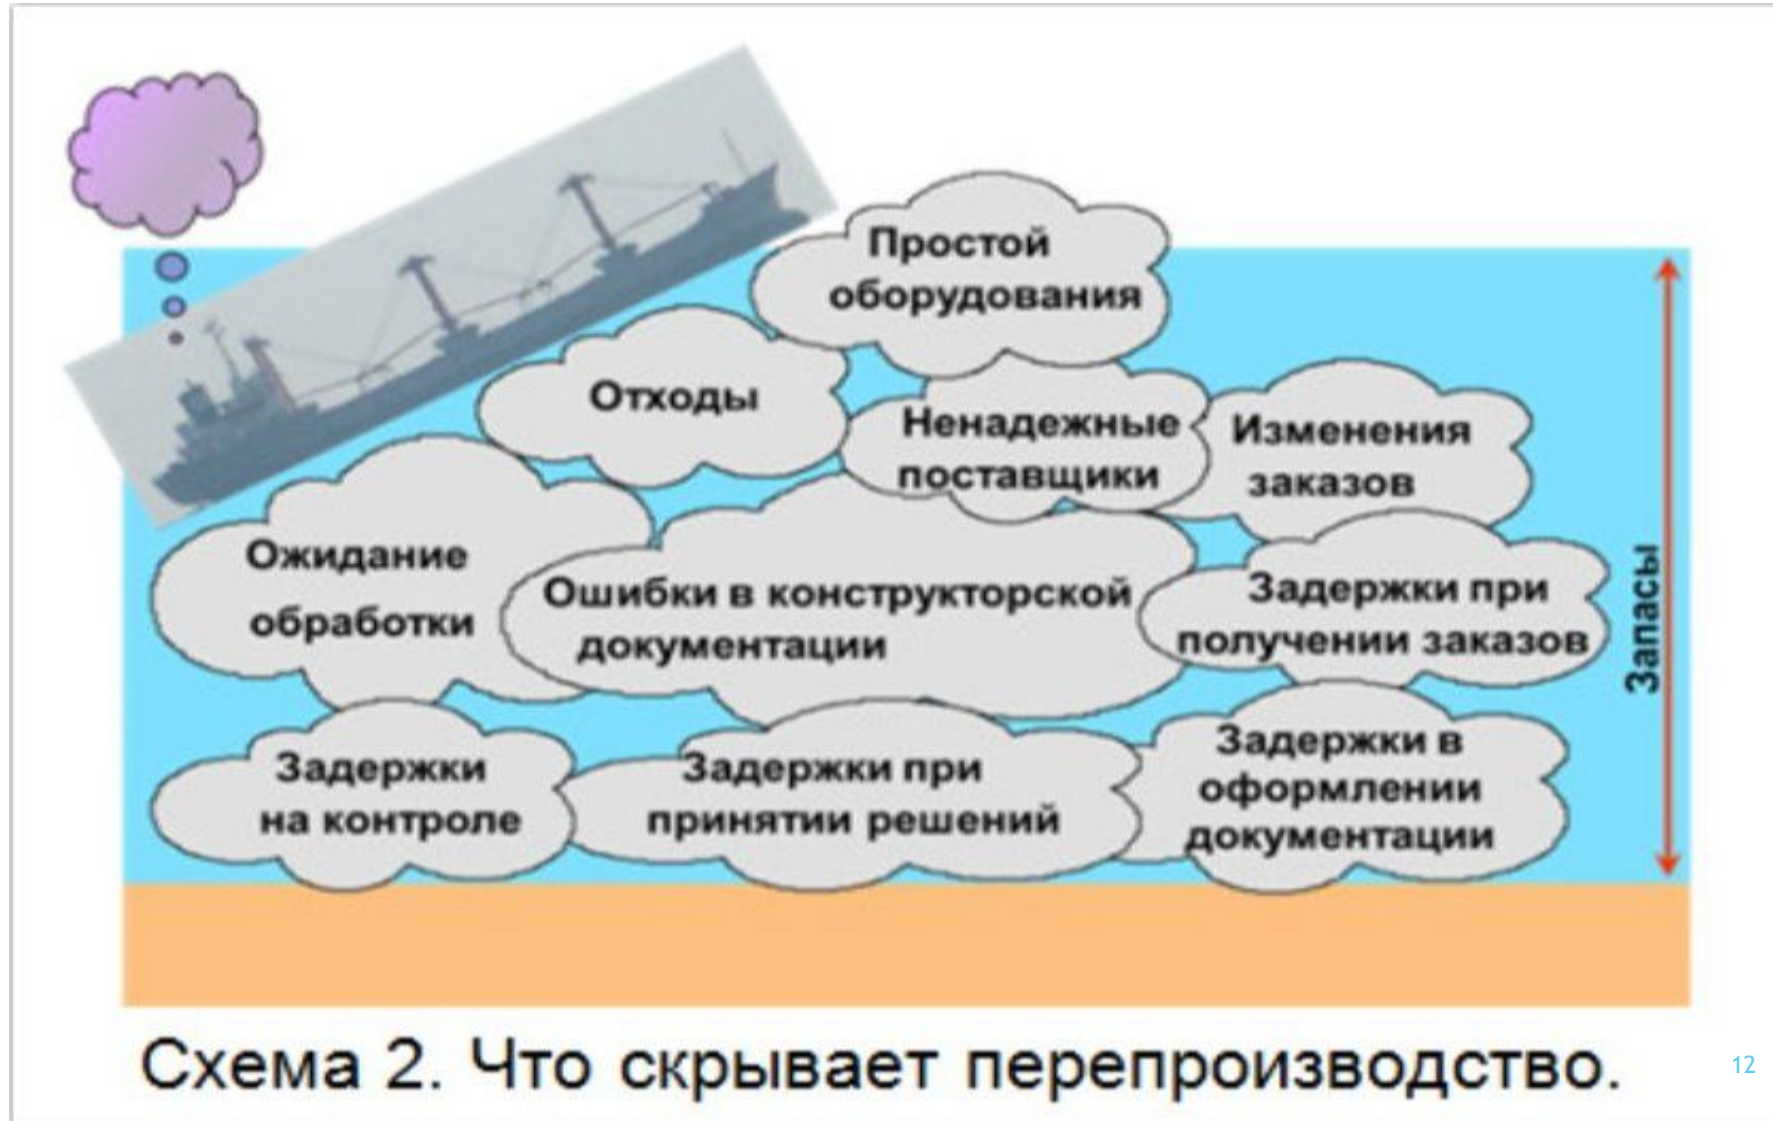 Простой
оборудования
Отходы
Ненадежные
поставщики
Изменения
заказов
Ожидание
обработки
Ошибки в конструкторской
документации
Задержки при
получении заказов
Запасы
Задержки
на контроле
Задержки при
принятии решений
Задержки в
оформлении
документации
Схема 2. Что скрывает перепроизводство.
12